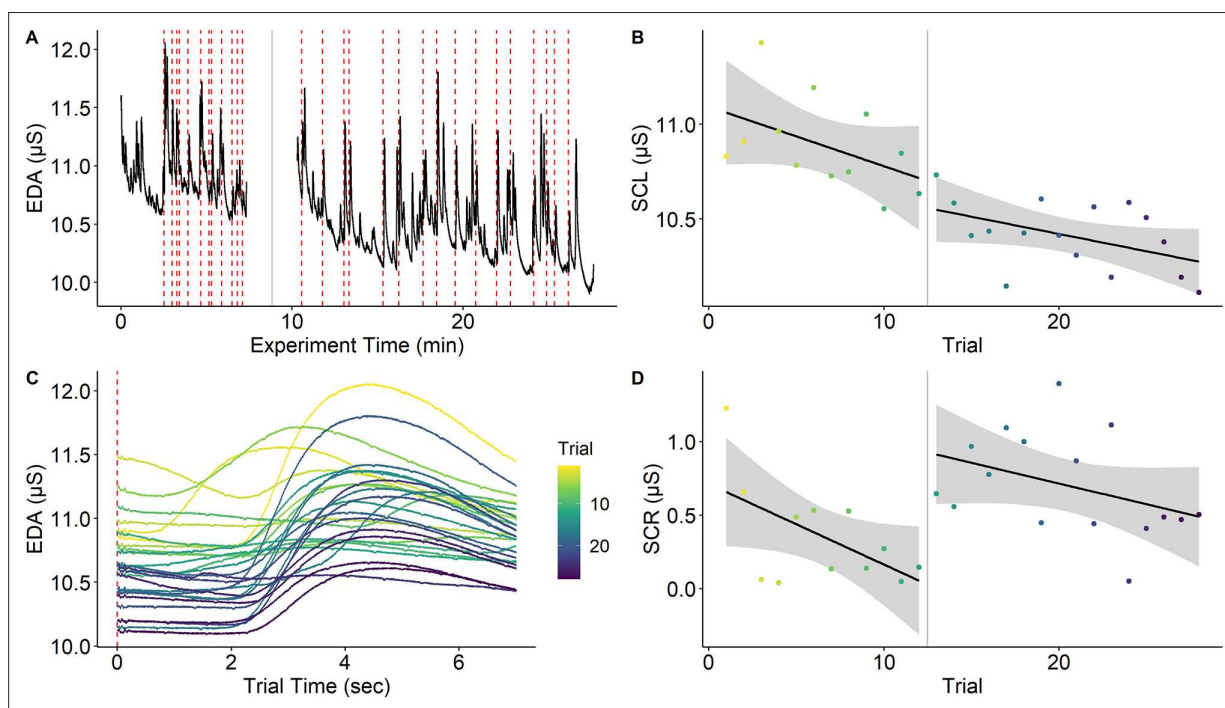 A
EDA (µS)
12.0
11.5
11.0
10.5
10.0
0
10
20
Experiment Time (min)
B
SCL (µS)
11.0
10.5
0
10
20
Trial
C
EDA (µS)
12.0
11.5
11.0
10.5
10.0
0
2
4
6
Trial Time (sec)
Trial
10
20
D
SCR (µS)
1.0
0.5
0.0
0
10
20
Trial